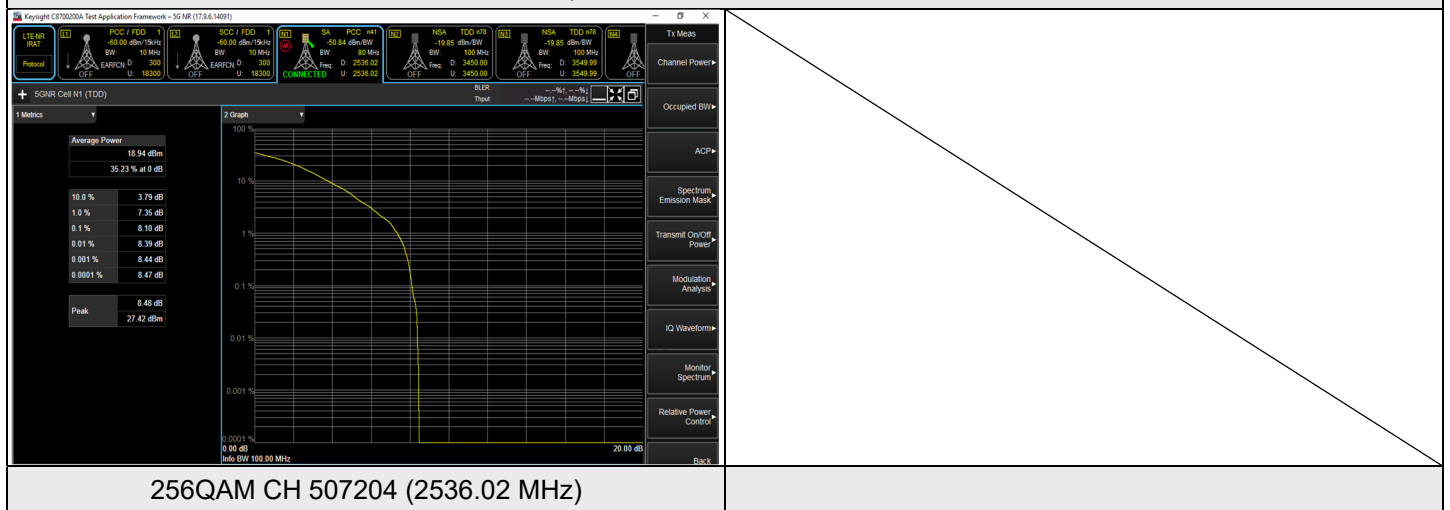 Keysight C8700200A Test Application Framework – 5G NR (17.9.6.14091)
LTE-NR IRAT
Protocol
L1 PCC / FDD 1
-60.00 dBm/15kHz
BW: 10 MHz
EARFCN: D: 300
OFF U: 18300
L2 SCC / FDD 1
-60.00 dBm/15kHz
BW: 10 MHz
EARFCN: D: 300
OFF U: 18300
N1 SA PCC n41
-50.84 dBm/BW
BW: 80 MHz
Freq: D: 2536.02
CONNECTED U: 2536.02
N2 NSA TDD n78
-19.85 dBm/BW
BW: 100 MHz
Freq: D: 3450.00
OFF U: 3450.00
N3 NSA TDD n78
-19.85 dBm/BW
BW: 100 MHz
Freq: D: 3549.99
OFF U: 3549.99
N4
OFF
+ 5GNR Cell N1 (TDD)
BLER: --.--%↑, --.--%↓
Thput: --.--Mbps↑, --.--Mbps↓
1 Metrics
Average Power
18.94 dBm
35.23 % at 0 dB
10.0 % 3.79 dB
1.0 % 7.35 dB
0.1 % 8.10 dB
0.01 % 8.39 dB
0.001 % 8.44 dB
0.0001 % 8.47 dB
Peak 8.48 dB
27.42 dBm
2 Graph
100 %
10 %
1 %
0.1 %
0.01 %
0.001 %
0.0001 %
0.00 dB 20.00 dB
Info BW 100.00 MHz
Tx Meas
Channel Power
Occupied BW
ACP
Spectrum
Emission Mask
Transmit On/Off
Power
Modulation
Analysis
IQ Waveform
Monitor
Spectrum
Relative Power
Control
Back
256QAM CH 507204 (2536.02 MHz)